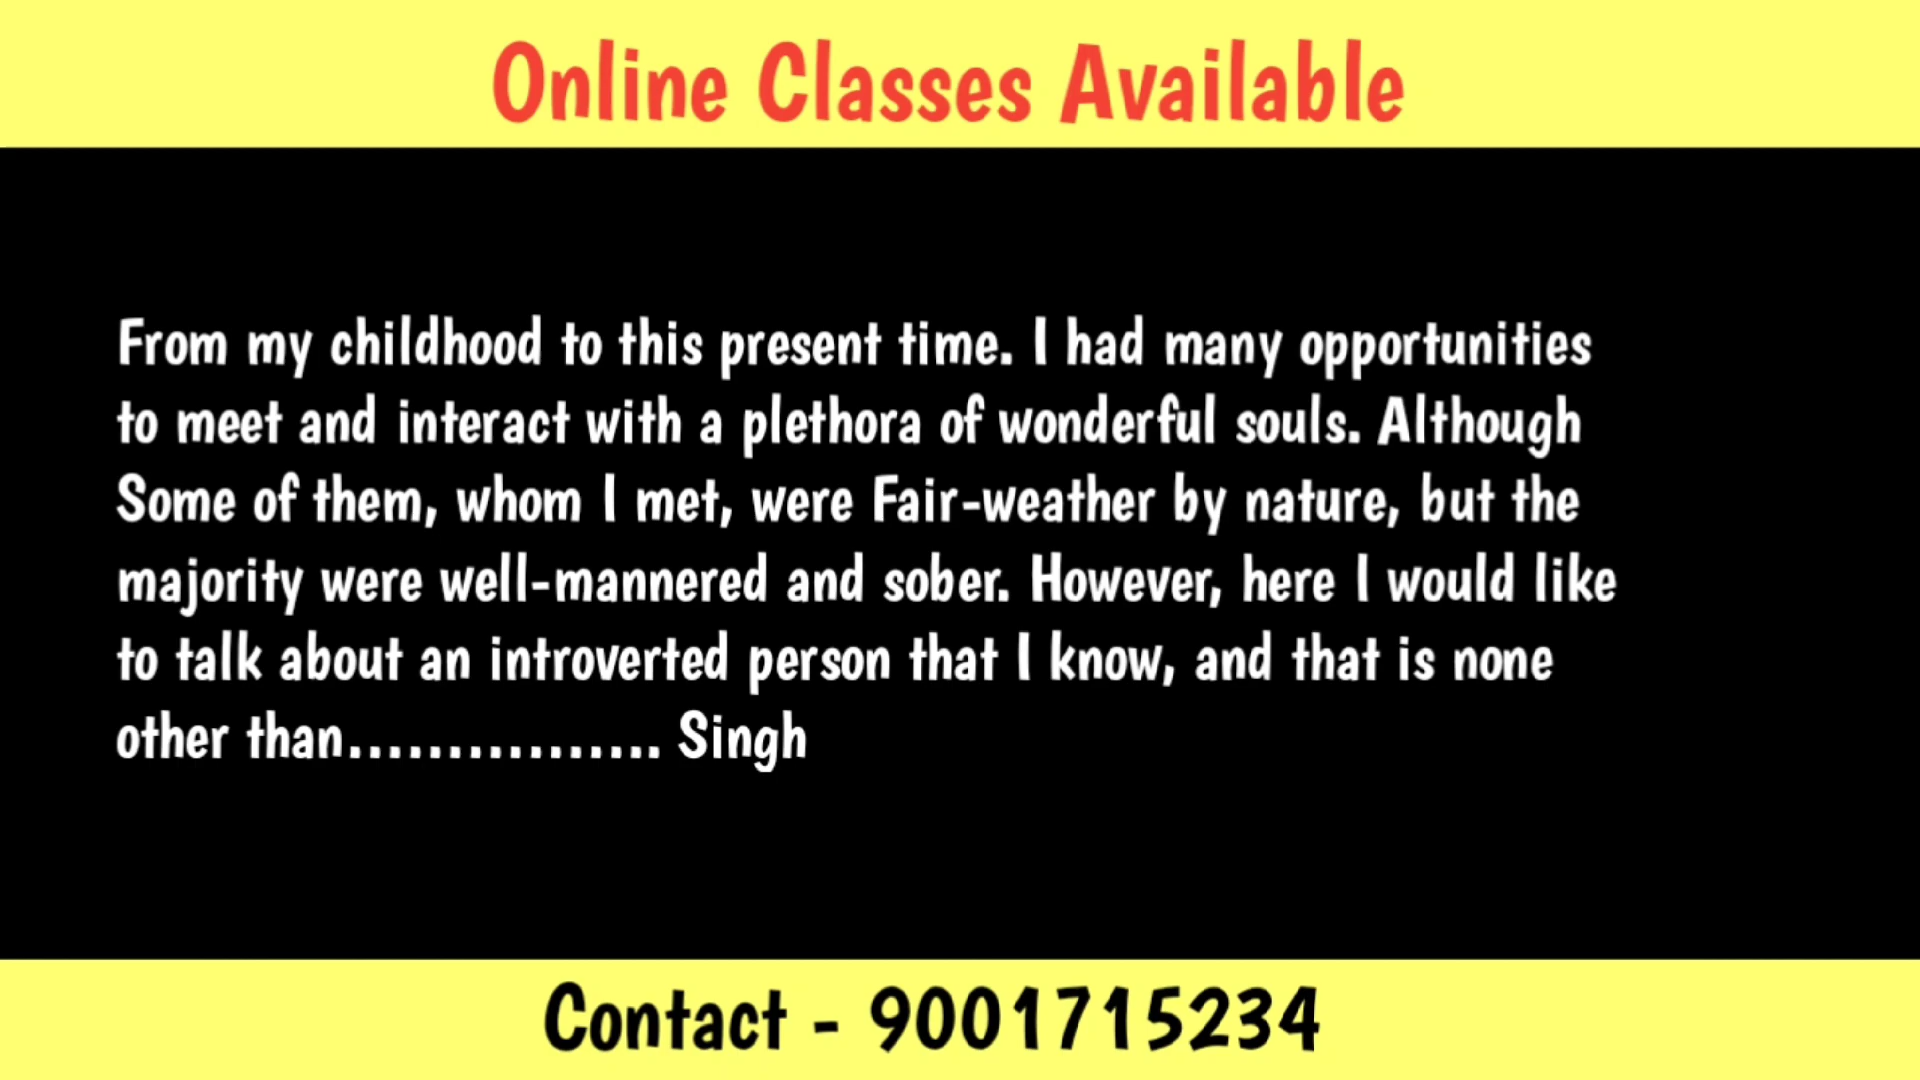 Online Classes Available
From my childhood to this present time. I had many opportunities
to meet and interact with a plethora of wonderful souls. Although
Some of them, whom I met, were Fair-weather by nature, but the
majority were well-mannered and sober. However, here I would like
to talk about an introverted person that I know, and that is none
other than................ Singh
Contact - 9001715234